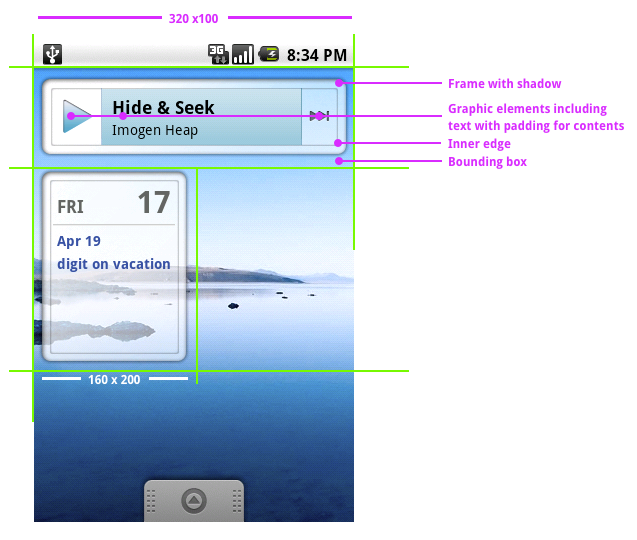 320 x100
3G
8:34 PM
Frame with shadow
Hide & Seek
Imogen Heap
Graphic elements including
text with padding for contents
Inner edge
Bounding box
FRI 17
Apr 19
digit on vacation
160 x 200